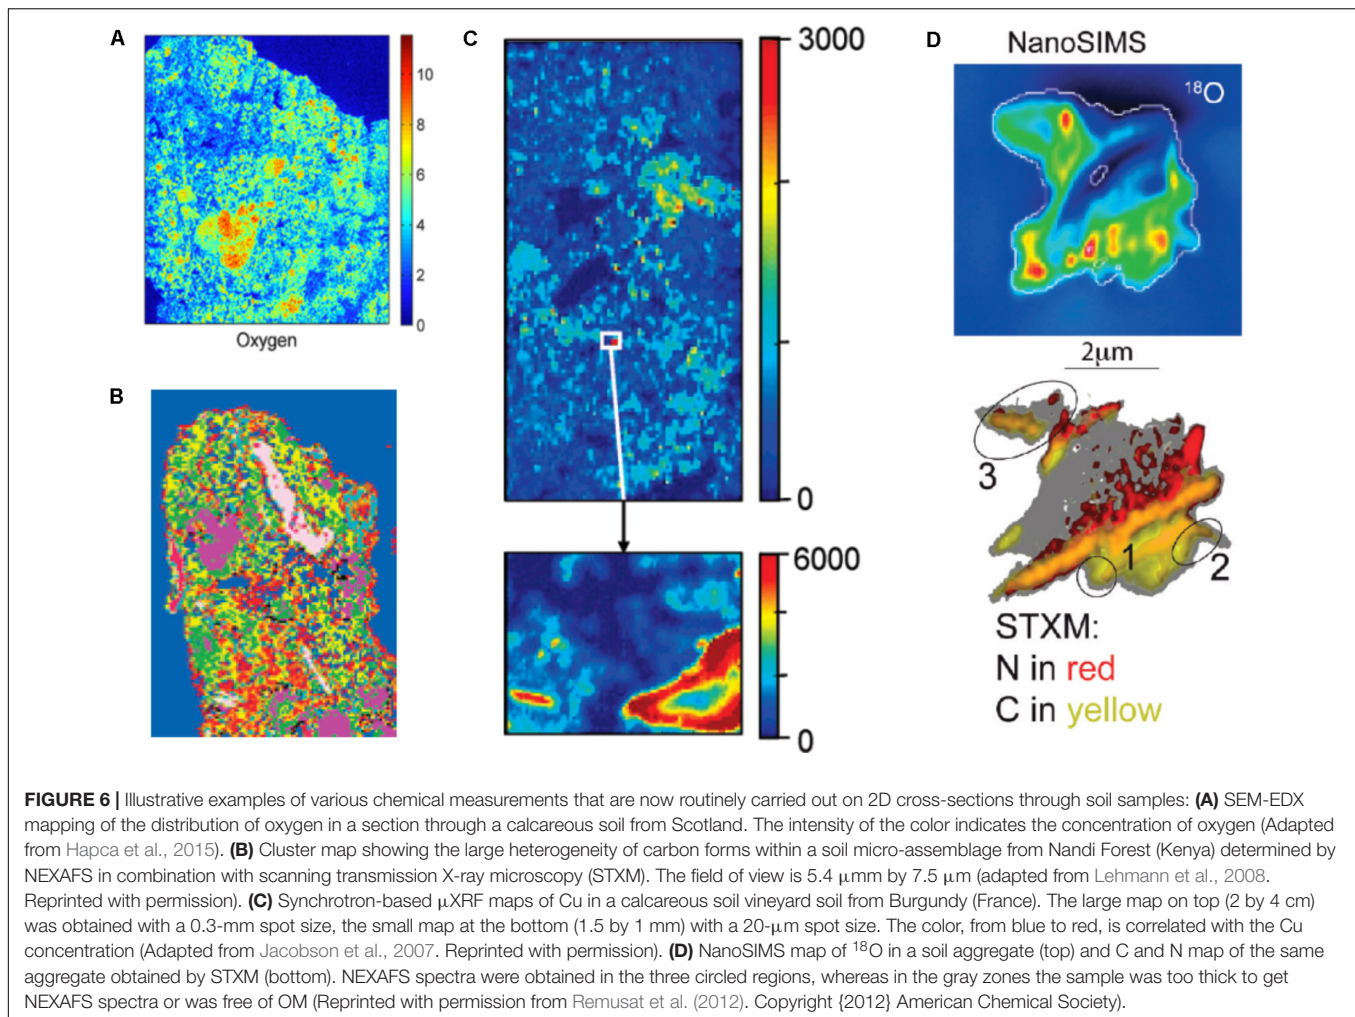 A
10
8
6
4
2
0
Oxygen
B
C
3000
0
6000
0
D
NanoSIMS
¹⁸O
2μm
3
1
2
STXM:
N in red
C in yellow
FIGURE 6 | Illustrative examples of various chemical measurements that are now routinely carried out on 2D cross-sections through soil samples: (A) SEM-EDX
mapping of the distribution of oxygen in a section through a calcareous soil from Scotland. The intensity of the color indicates the concentration of oxygen (Adapted
from Hapca et al., 2015). (B) Cluster map showing the large heterogeneity of carbon forms within a soil micro-assemblage from Nandi Forest (Kenya) determined by
NEXAFS in combination with scanning transmission X-ray microscopy (STXM). The field of view is 5.4 μmm by 7.5 μm (adapted from Lehmann et al., 2008.
Reprinted with permission). (C) Synchrotron-based μXRF maps of Cu in a calcareous soil vineyard soil from Burgundy (France). The large map on top (2 by 4 cm)
was obtained with a 0.3-mm spot size, the small map at the bottom (1.5 by 1 mm) with a 20-μm spot size. The color, from blue to red, is correlated with the Cu
concentration (Adapted from Jacobson et al., 2007. Reprinted with permission). (D) NanoSIMS map of ¹⁸O in a soil aggregate (top) and C and N map of the same
aggregate obtained by STXM (bottom). NEXAFS spectra were obtained in the three circled regions, whereas in the gray zones the sample was too thick to get
NEXAFS spectra or was free of OM (Reprinted with permission from Remusat et al. (2012). Copyright {2012} American Chemical Society).